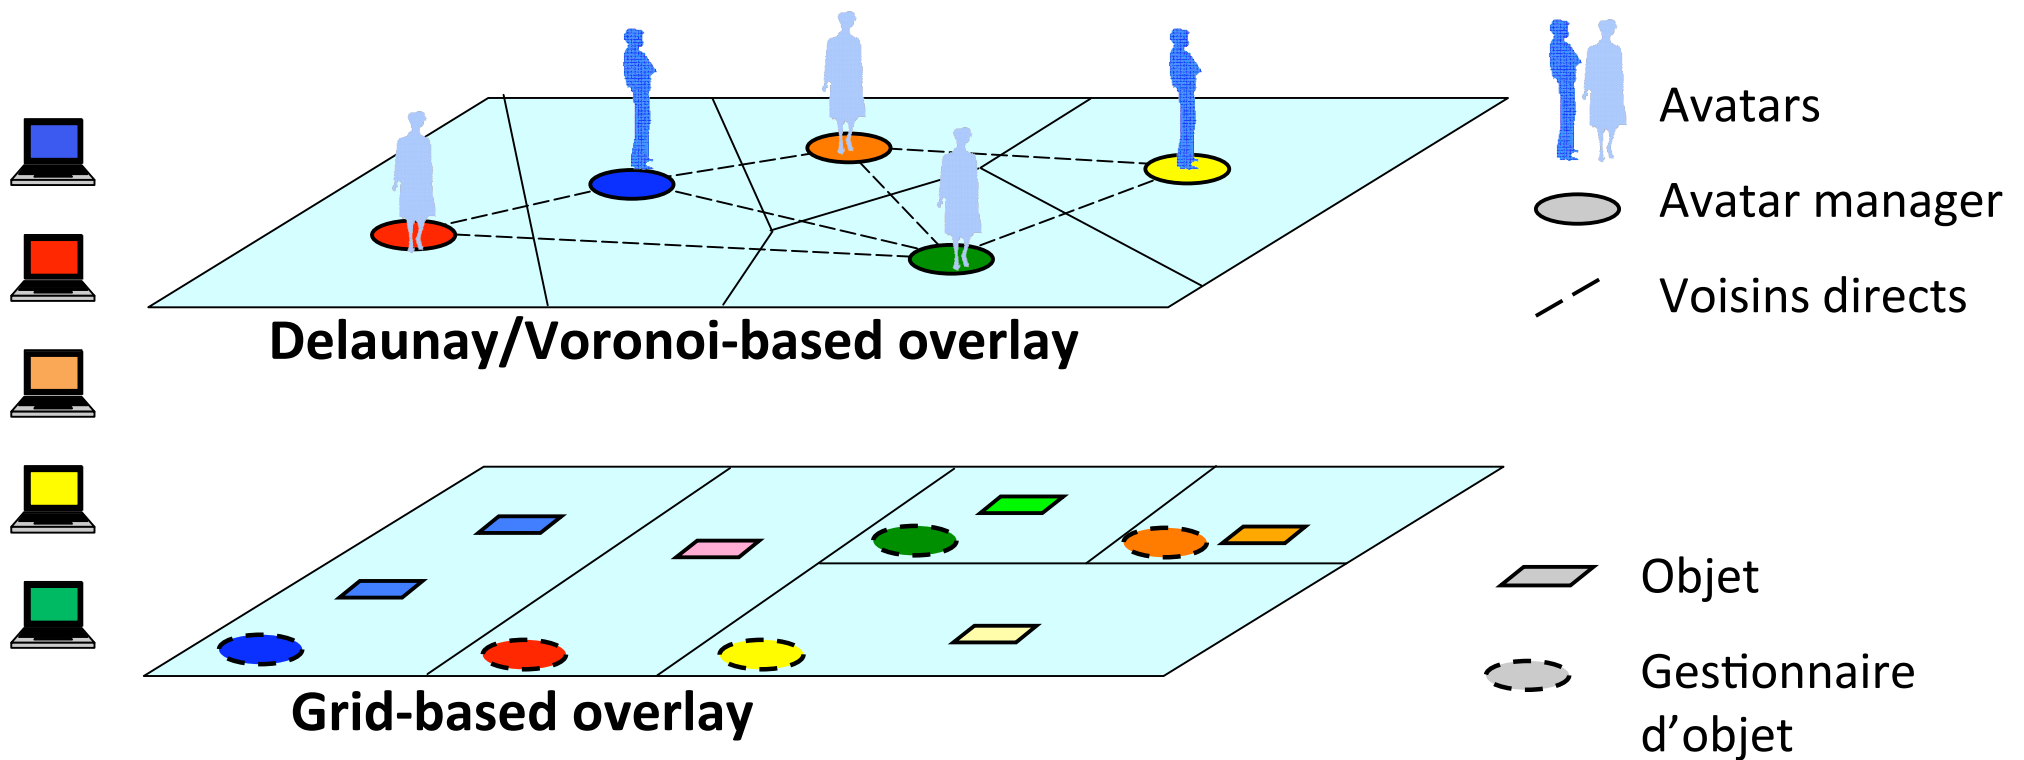 Avatars
Avatar manager
Voisins directs
Delaunay/Voronoi-based overlay
Objet
Gestionnaire
d’objet
Grid-based overlay